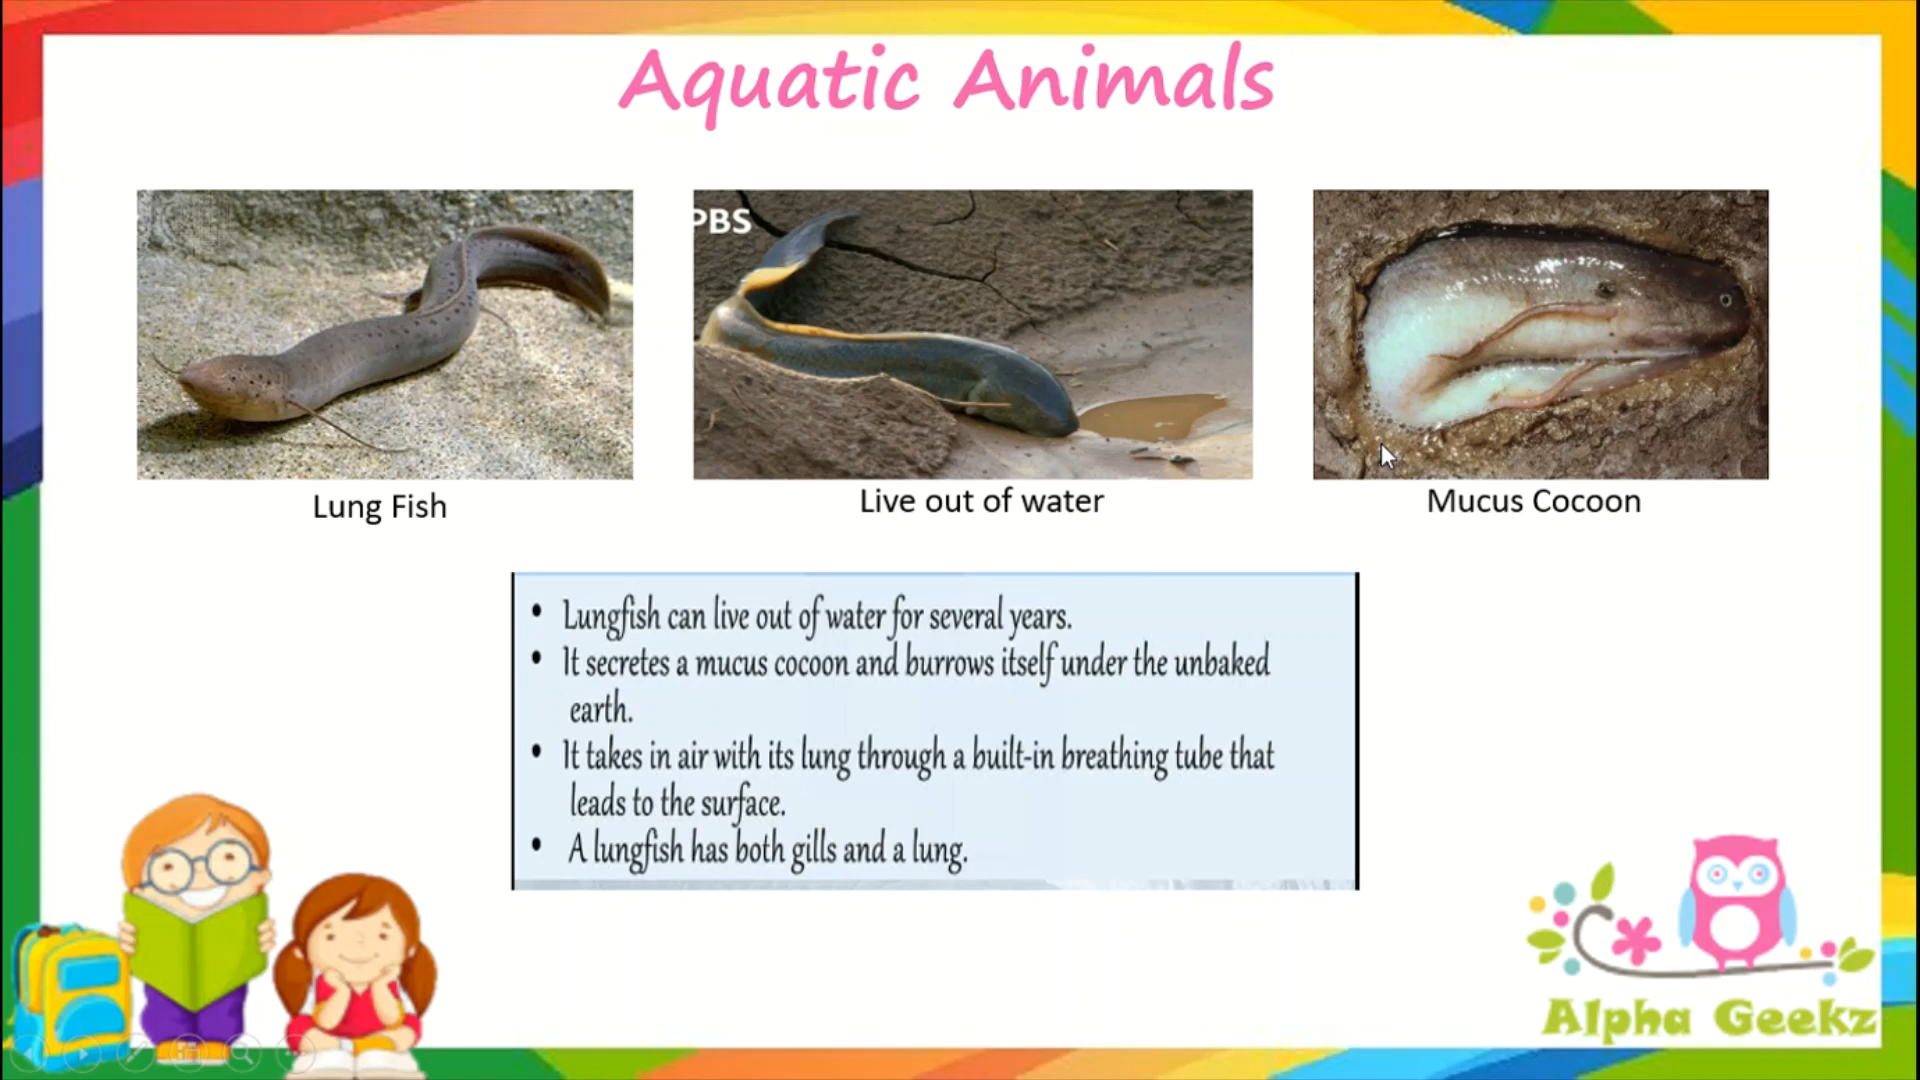 Aquatic Animals
PBS
Lung Fish
Live out of water
Mucus Cocoon
• Lungfish can live out of water for several years.
• It secretes a mucus cocoon and burrows itself under the unbaked
earth.
• It takes in air with its lung through a built-in breathing tube that
leads to the surface.
• A lungfish has both gills and a lung.
Alpha Geekz